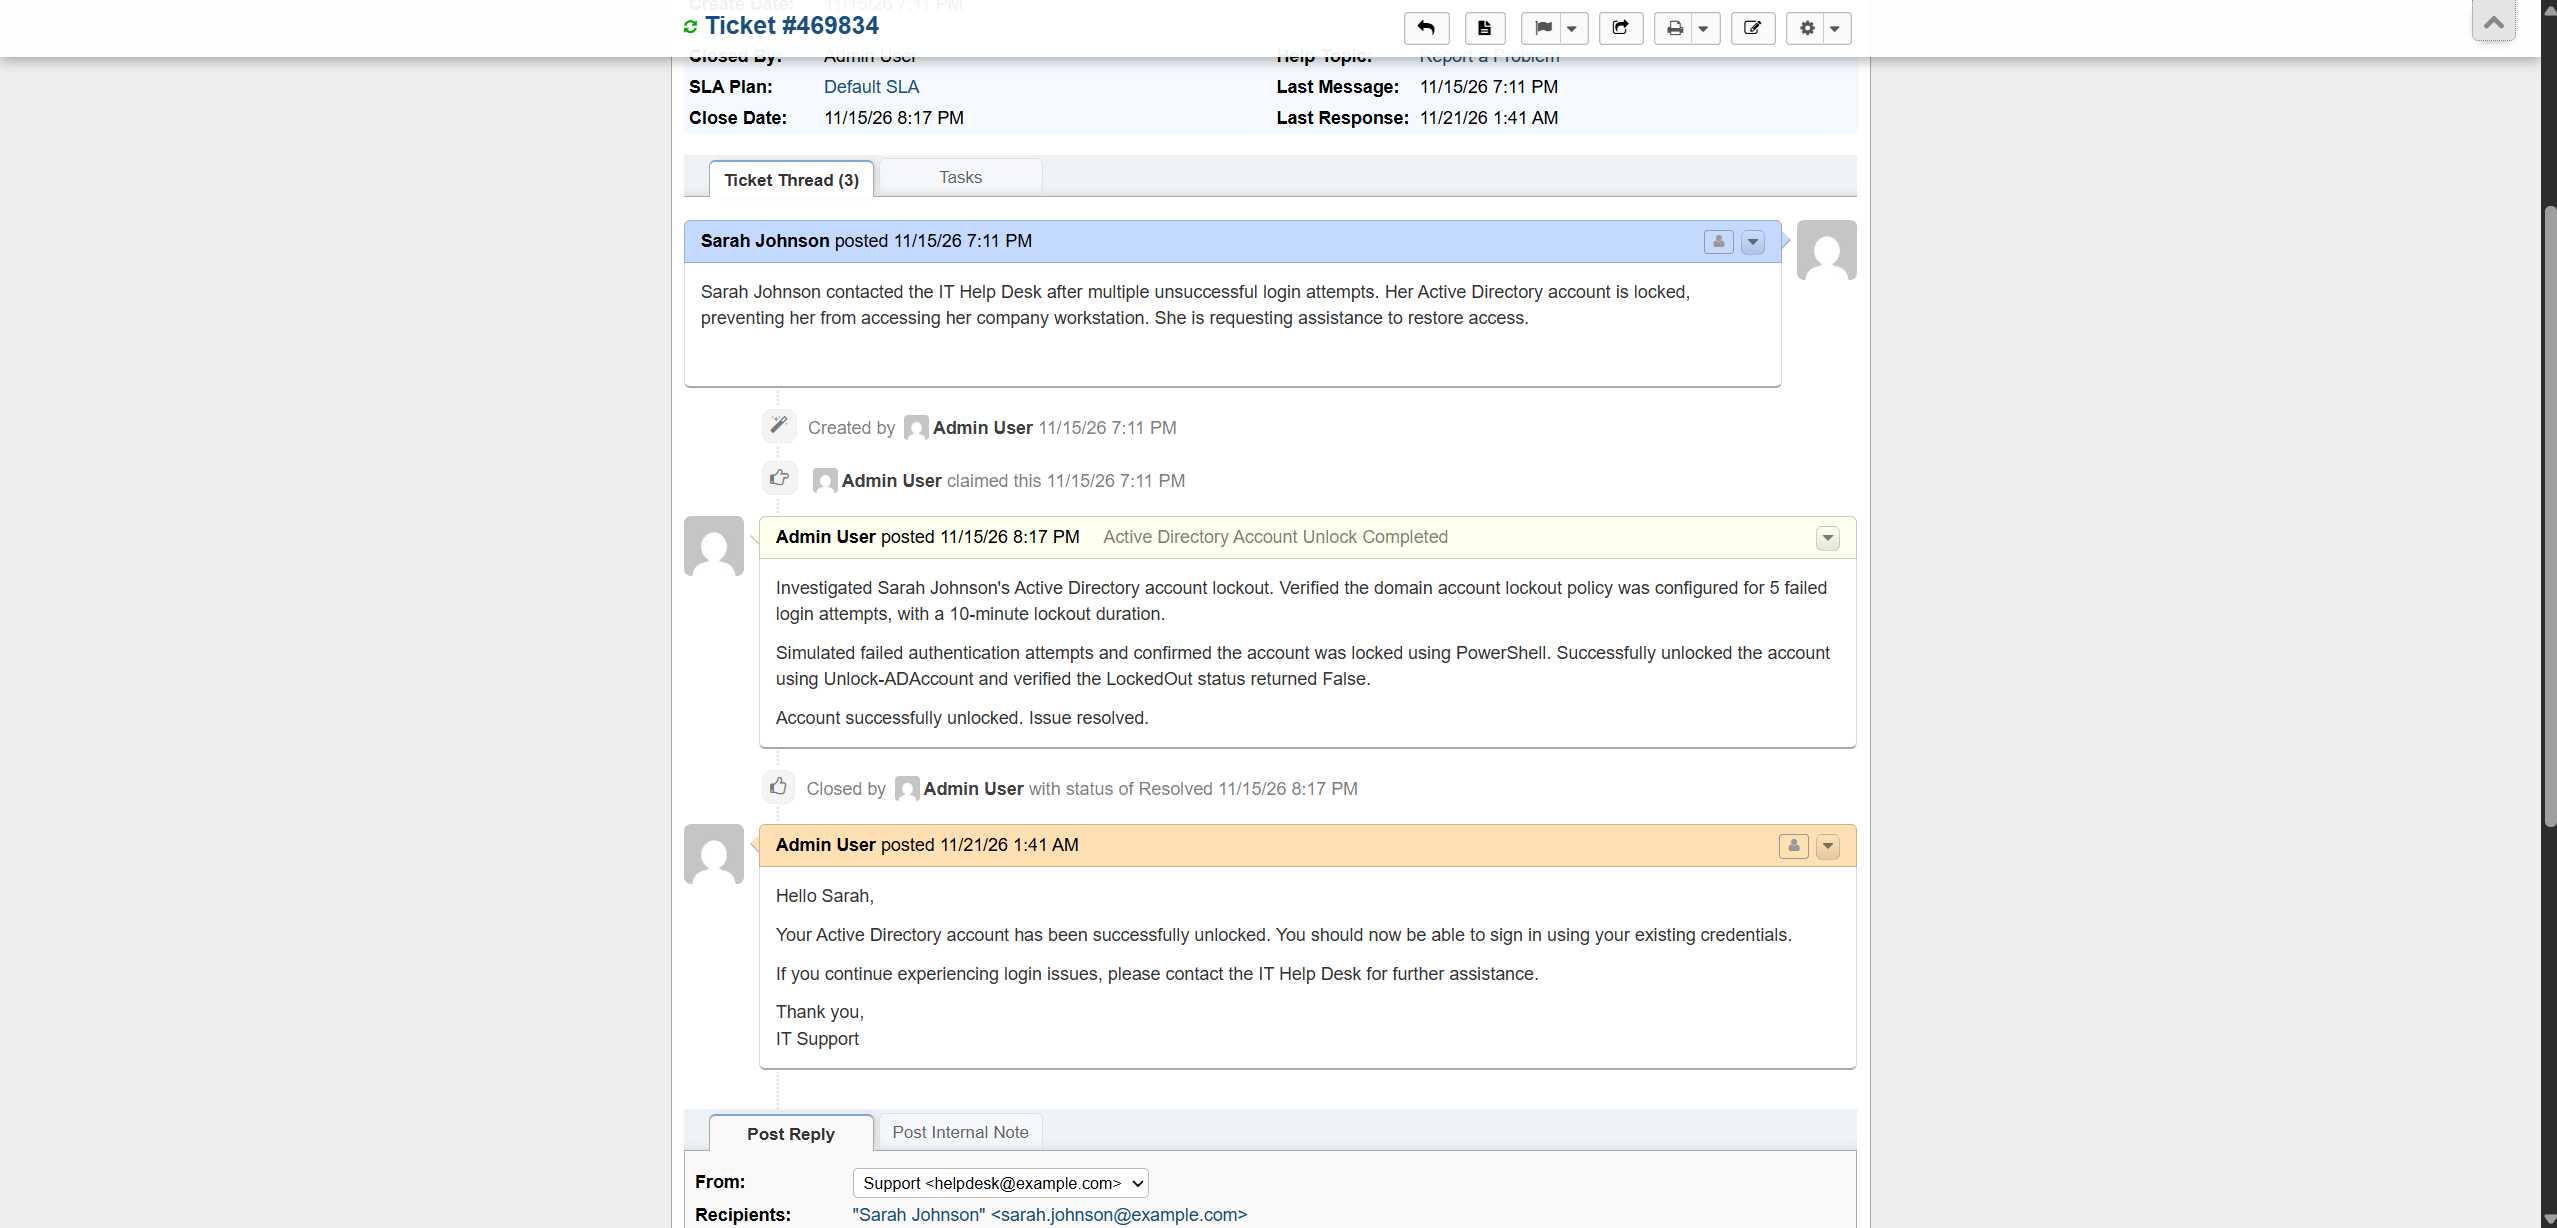 Create Date: 11/15/26 7:11 PM
Ticket #469834
Closed By: Admin User
Help Topic: Report a Problem
SLA Plan: Default SLA
Last Message: 11/15/26 7:11 PM
Close Date: 11/15/26 8:17 PM
Last Response: 11/21/26 1:41 AM
Ticket Thread (3)
Tasks
Sarah Johnson posted 11/15/26 7:11 PM
Sarah Johnson contacted the IT Help Desk after multiple unsuccessful login attempts. Her Active Directory account is locked,
preventing her from accessing her company workstation. She is requesting assistance to restore access.
Created by Admin User 11/15/26 7:11 PM
Admin User claimed this 11/15/26 7:11 PM
Admin User posted 11/15/26 8:17 PM Active Directory Account Unlock Completed
Investigated Sarah Johnson's Active Directory account lockout. Verified the domain account lockout policy was configured for 5 failed
login attempts, with a 10-minute lockout duration.
Simulated failed authentication attempts and confirmed the account was locked using PowerShell. Successfully unlocked the account
using Unlock-ADAccount and verified the LockedOut status returned False.
Account successfully unlocked. Issue resolved.
Closed by Admin User with status of Resolved 11/15/26 8:17 PM
Admin User posted 11/21/26 1:41 AM
Hello Sarah,
Your Active Directory account has been successfully unlocked. You should now be able to sign in using your existing credentials.
If you continue experiencing login issues, please contact the IT Help Desk for further assistance.
Thank you,
IT Support
Post Reply
Post Internal Note
From: Support <helpdesk@example.com>
Recipients: "Sarah Johnson" <sarah.johnson@example.com>